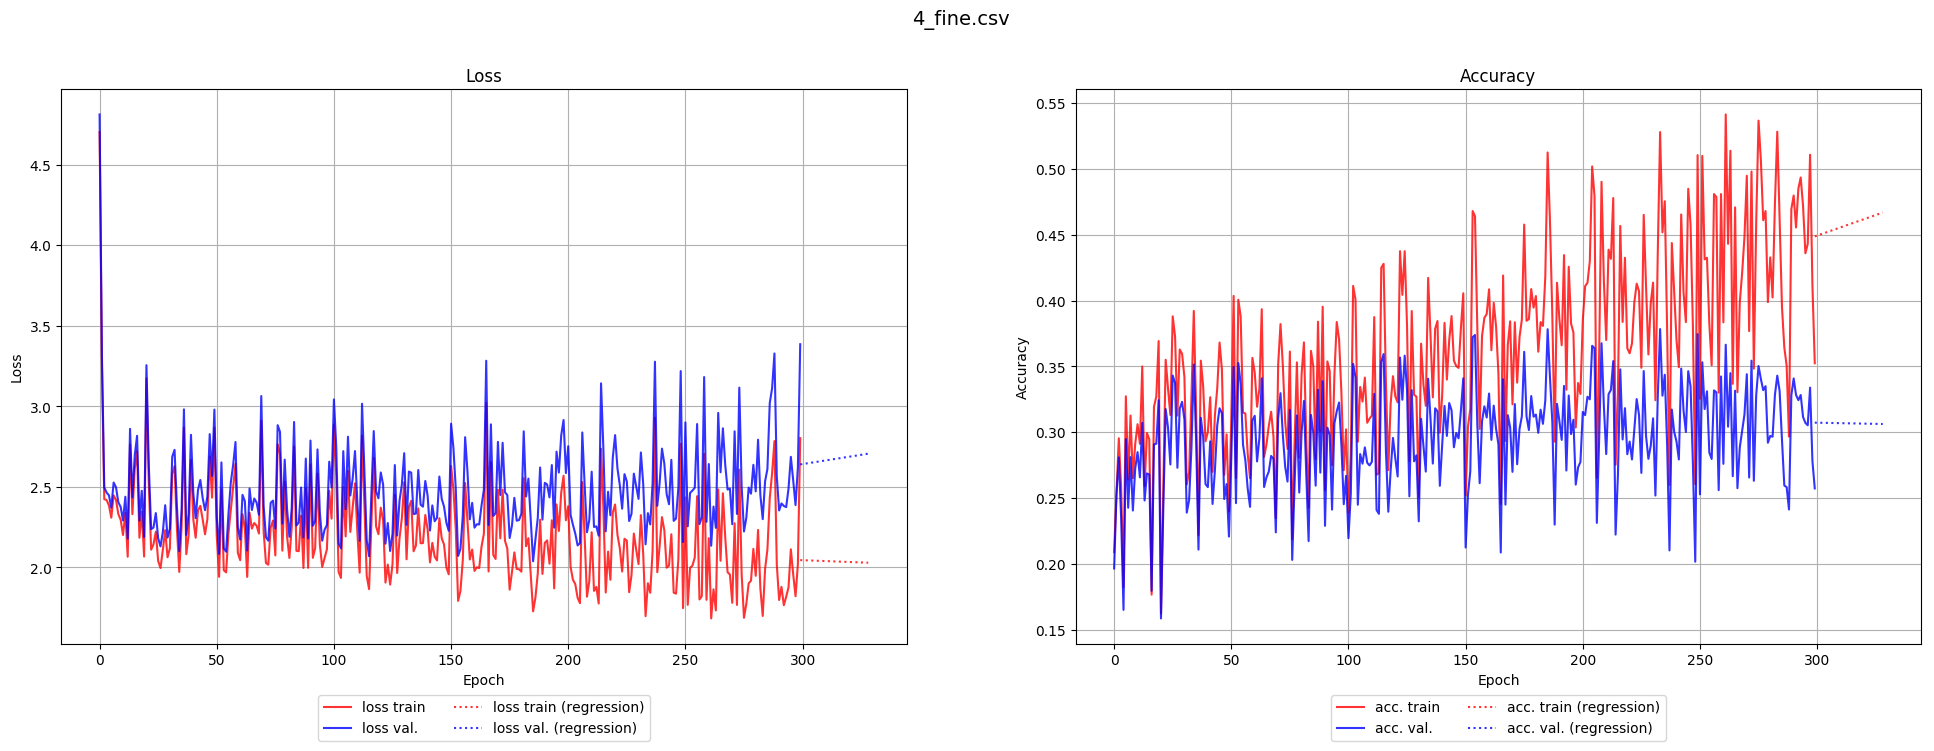 4_fine.csv
Loss
4.5
4.0
3.5
3.0
2.5
2.0
Loss
0 50 100 150 200 250 300
Epoch
loss train loss train (regression)
loss val. loss val. (regression)
Accuracy
0.55
0.50
0.45
0.40
0.35
0.30
0.25
0.20
0.15
Accuracy
0 50 100 150 200 250 300
Epoch
acc. train acc. train (regression)
acc. val. acc. val. (regression)